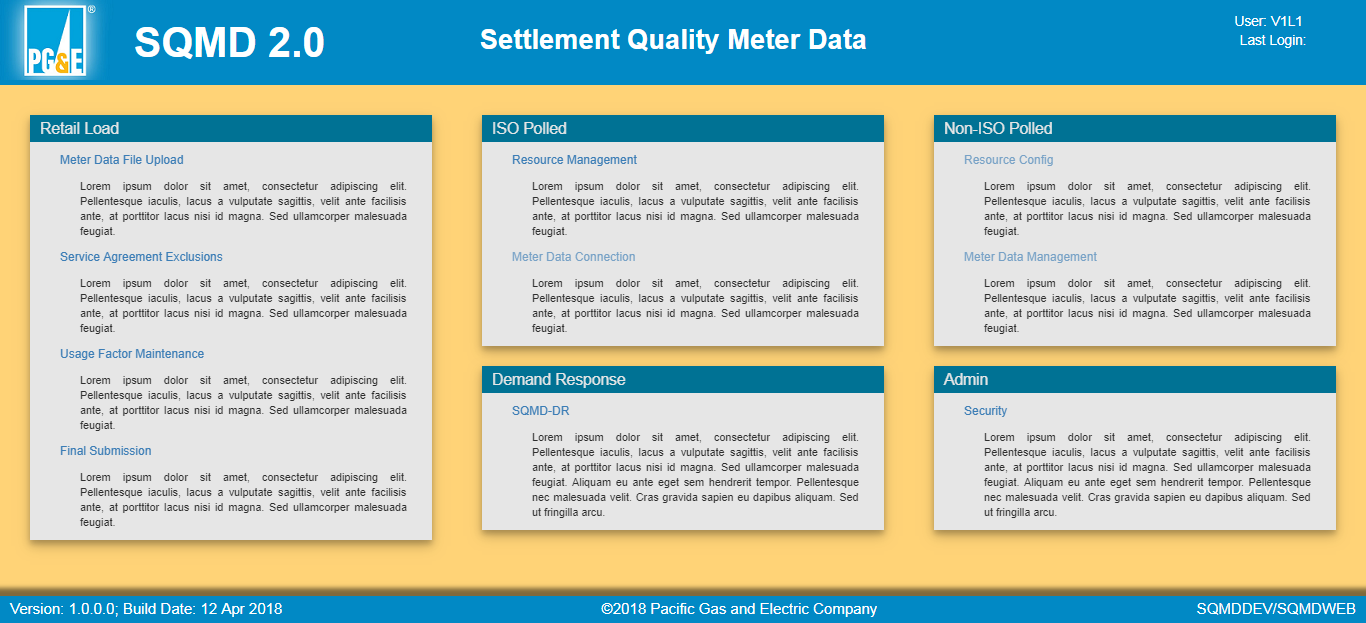 PG&E®
SQMD 2.0
Settlement Quality Meter Data
User: V1L1
Last Login:
Retail Load
Meter Data File Upload
Lorem ipsum dolor sit amet, consectetur adipiscing elit.
Pellentesque iaculis, lacus a vulputate sagittis, velit ante facilisis
ante, at porttitor lacus nisi id magna. Sed ullamcorper malesuada
feugiat.
Service Agreement Exclusions
Lorem ipsum dolor sit amet, consectetur adipiscing elit.
Pellentesque iaculis, lacus a vulputate sagittis, velit ante facilisis
ante, at porttitor lacus nisi id magna. Sed ullamcorper malesuada
feugiat.
Usage Factor Maintenance
Lorem ipsum dolor sit amet, consectetur adipiscing elit.
Pellentesque iaculis, lacus a vulputate sagittis, velit ante facilisis
ante, at porttitor lacus nisi id magna. Sed ullamcorper malesuada
feugiat.
Final Submission
Lorem ipsum dolor sit amet, consectetur adipiscing elit.
Pellentesque iaculis, lacus a vulputate sagittis, velit ante facilisis
ante, at porttitor lacus nisi id magna. Sed ullamcorper malesuada
feugiat.
ISO Polled
Resource Management
Lorem ipsum dolor sit amet, consectetur adipiscing elit.
Pellentesque iaculis, lacus a vulputate sagittis, velit ante facilisis
ante, at porttitor lacus nisi id magna. Sed ullamcorper malesuada
feugiat.
Meter Data Connection
Lorem ipsum dolor sit amet, consectetur adipiscing elit.
Pellentesque iaculis, lacus a vulputate sagittis, velit ante facilisis
ante, at porttitor lacus nisi id magna. Sed ullamcorper malesuada
feugiat.
Demand Response
SQMD-DR
Lorem ipsum dolor sit amet, consectetur adipiscing elit.
Pellentesque iaculis, lacus a vulputate sagittis, velit ante facilisis
ante, at porttitor lacus nisi id magna. Sed ullamcorper malesuada
feugiat. Aliquam eu ante eget sem hendrerit tempor. Pellentesque
nec malesuada velit. Cras gravida sapien eu dapibus aliquam. Sed
ut fringilla arcu.
Non-ISO Polled
Resource Config
Lorem ipsum dolor sit amet, consectetur adipiscing elit.
Pellentesque iaculis, lacus a vulputate sagittis, velit ante facilisis
ante, at porttitor lacus nisi id magna. Sed ullamcorper malesuada
feugiat.
Meter Data Management
Lorem ipsum dolor sit amet, consectetur adipiscing elit.
Pellentesque iaculis, lacus a vulputate sagittis, velit ante facilisis
ante, at porttitor lacus nisi id magna. Sed ullamcorper malesuada
feugiat.
Admin
Security
Lorem ipsum dolor sit amet, consectetur adipiscing elit.
Pellentesque iaculis, lacus a vulputate sagittis, velit ante facilisis
ante, at porttitor lacus nisi id magna. Sed ullamcorper malesuada
feugiat. Aliquam eu ante eget sem hendrerit tempor. Pellentesque
nec malesuada velit. Cras gravida sapien eu dapibus aliquam. Sed
ut fringilla arcu.
Version: 1.0.0.0; Build Date: 12 Apr 2018
©2018 Pacific Gas and Electric Company
SQMDDEV/SQMDWEB